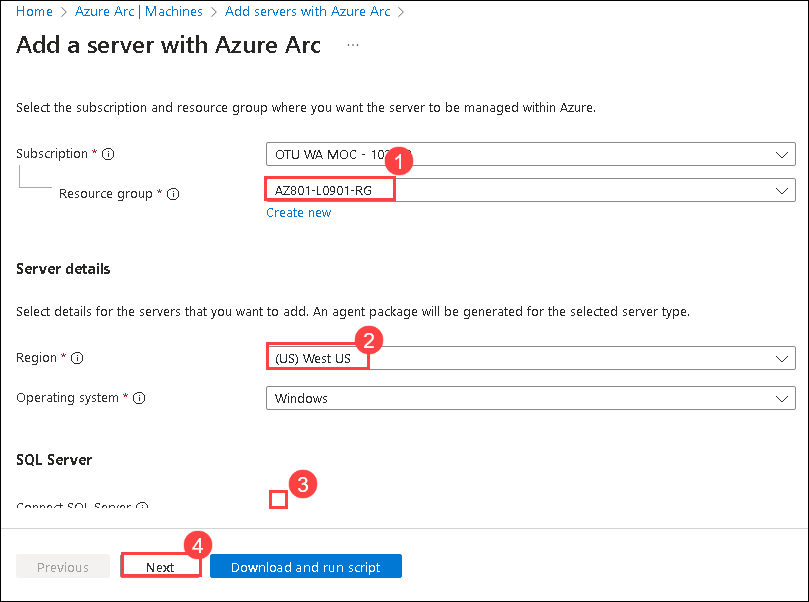 Home > Azure Arc | Machines > Add servers with Azure Arc >
Add a server with Azure Arc ...
Select the subscription and resource group where you want the server to be managed within Azure.
Subscription * OTU WA MOC -
1
Resource group * AZ801-L0901-RG
Create new
Server details
Select details for the servers that you want to add. An agent package will be generated for the selected server type.
2
Region * (US) West US
Operating system * Windows
SQL Server
3
Connect SQL Server
4
Previous Next Download and run script